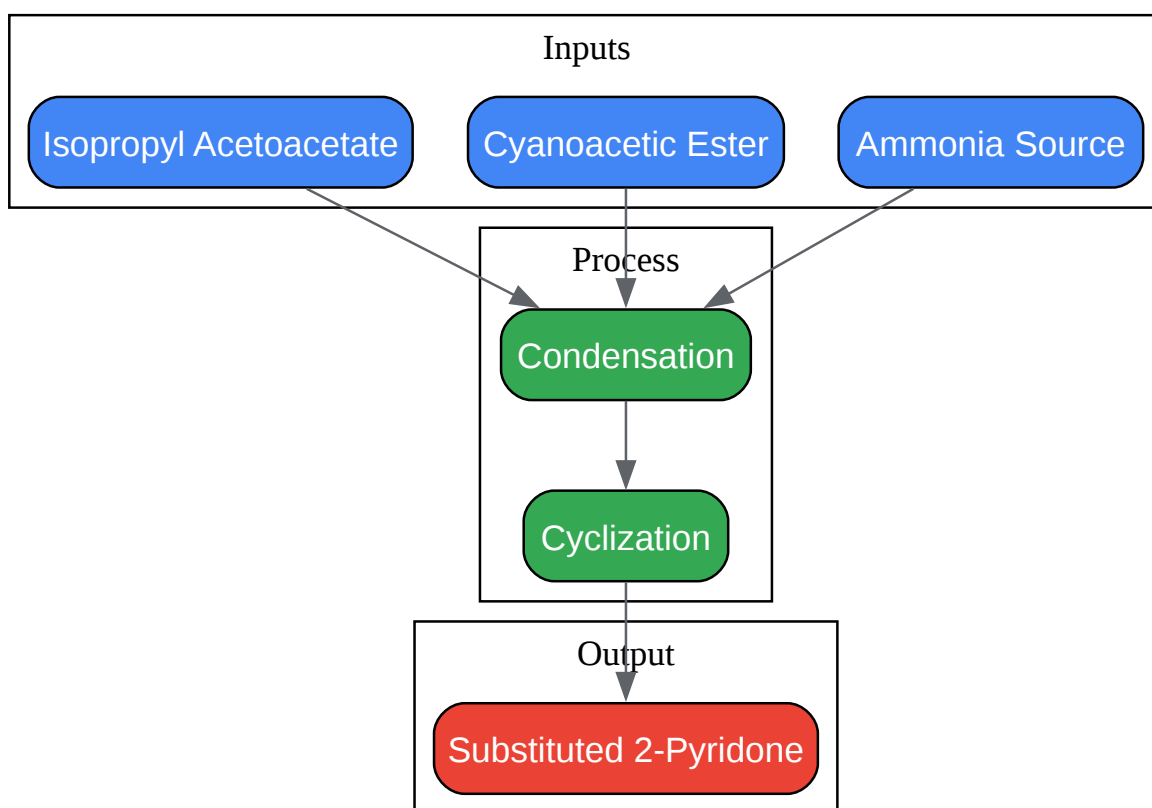 Inputs
Isopropyl Acetoacetate
Cyanoacetic Ester
Ammonia Source
Process
Condensation
Cyclization
Output
Substituted 2-Pyridone